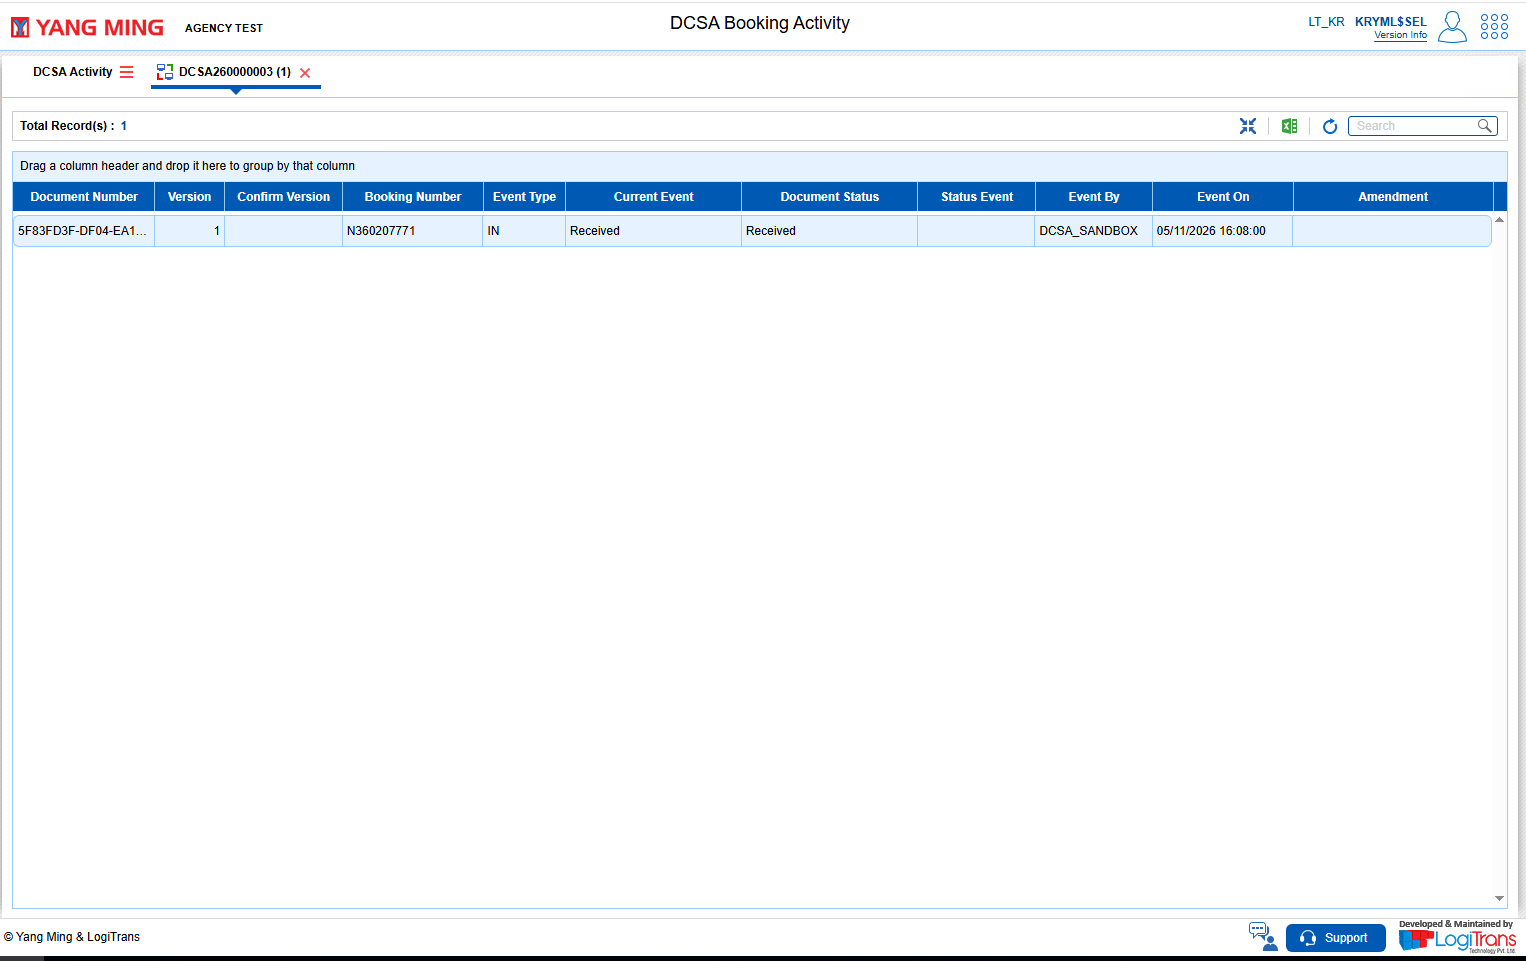 YANG MING AGENCY TEST
DCSA Booking Activity
LT_KR KRYML$SEL
Version Info
DCSA Activity
DCSA260000003 (1)
Total Record(s) : 1
Search
Drag a column header and drop it here to group by that column
Document Number Version Confirm Version Booking Number Event Type Current Event Document Status Status Event Event By Event On Amendment
5F83FD3F-DF04-EA1... 1 N360207771 IN Received Received DCSA_SANDBOX 05/11/2026 16:08:00
© Yang Ming & LogiTrans
Support
Developed & Maintained by
LogiTrans
Technology Pvt. Ltd.